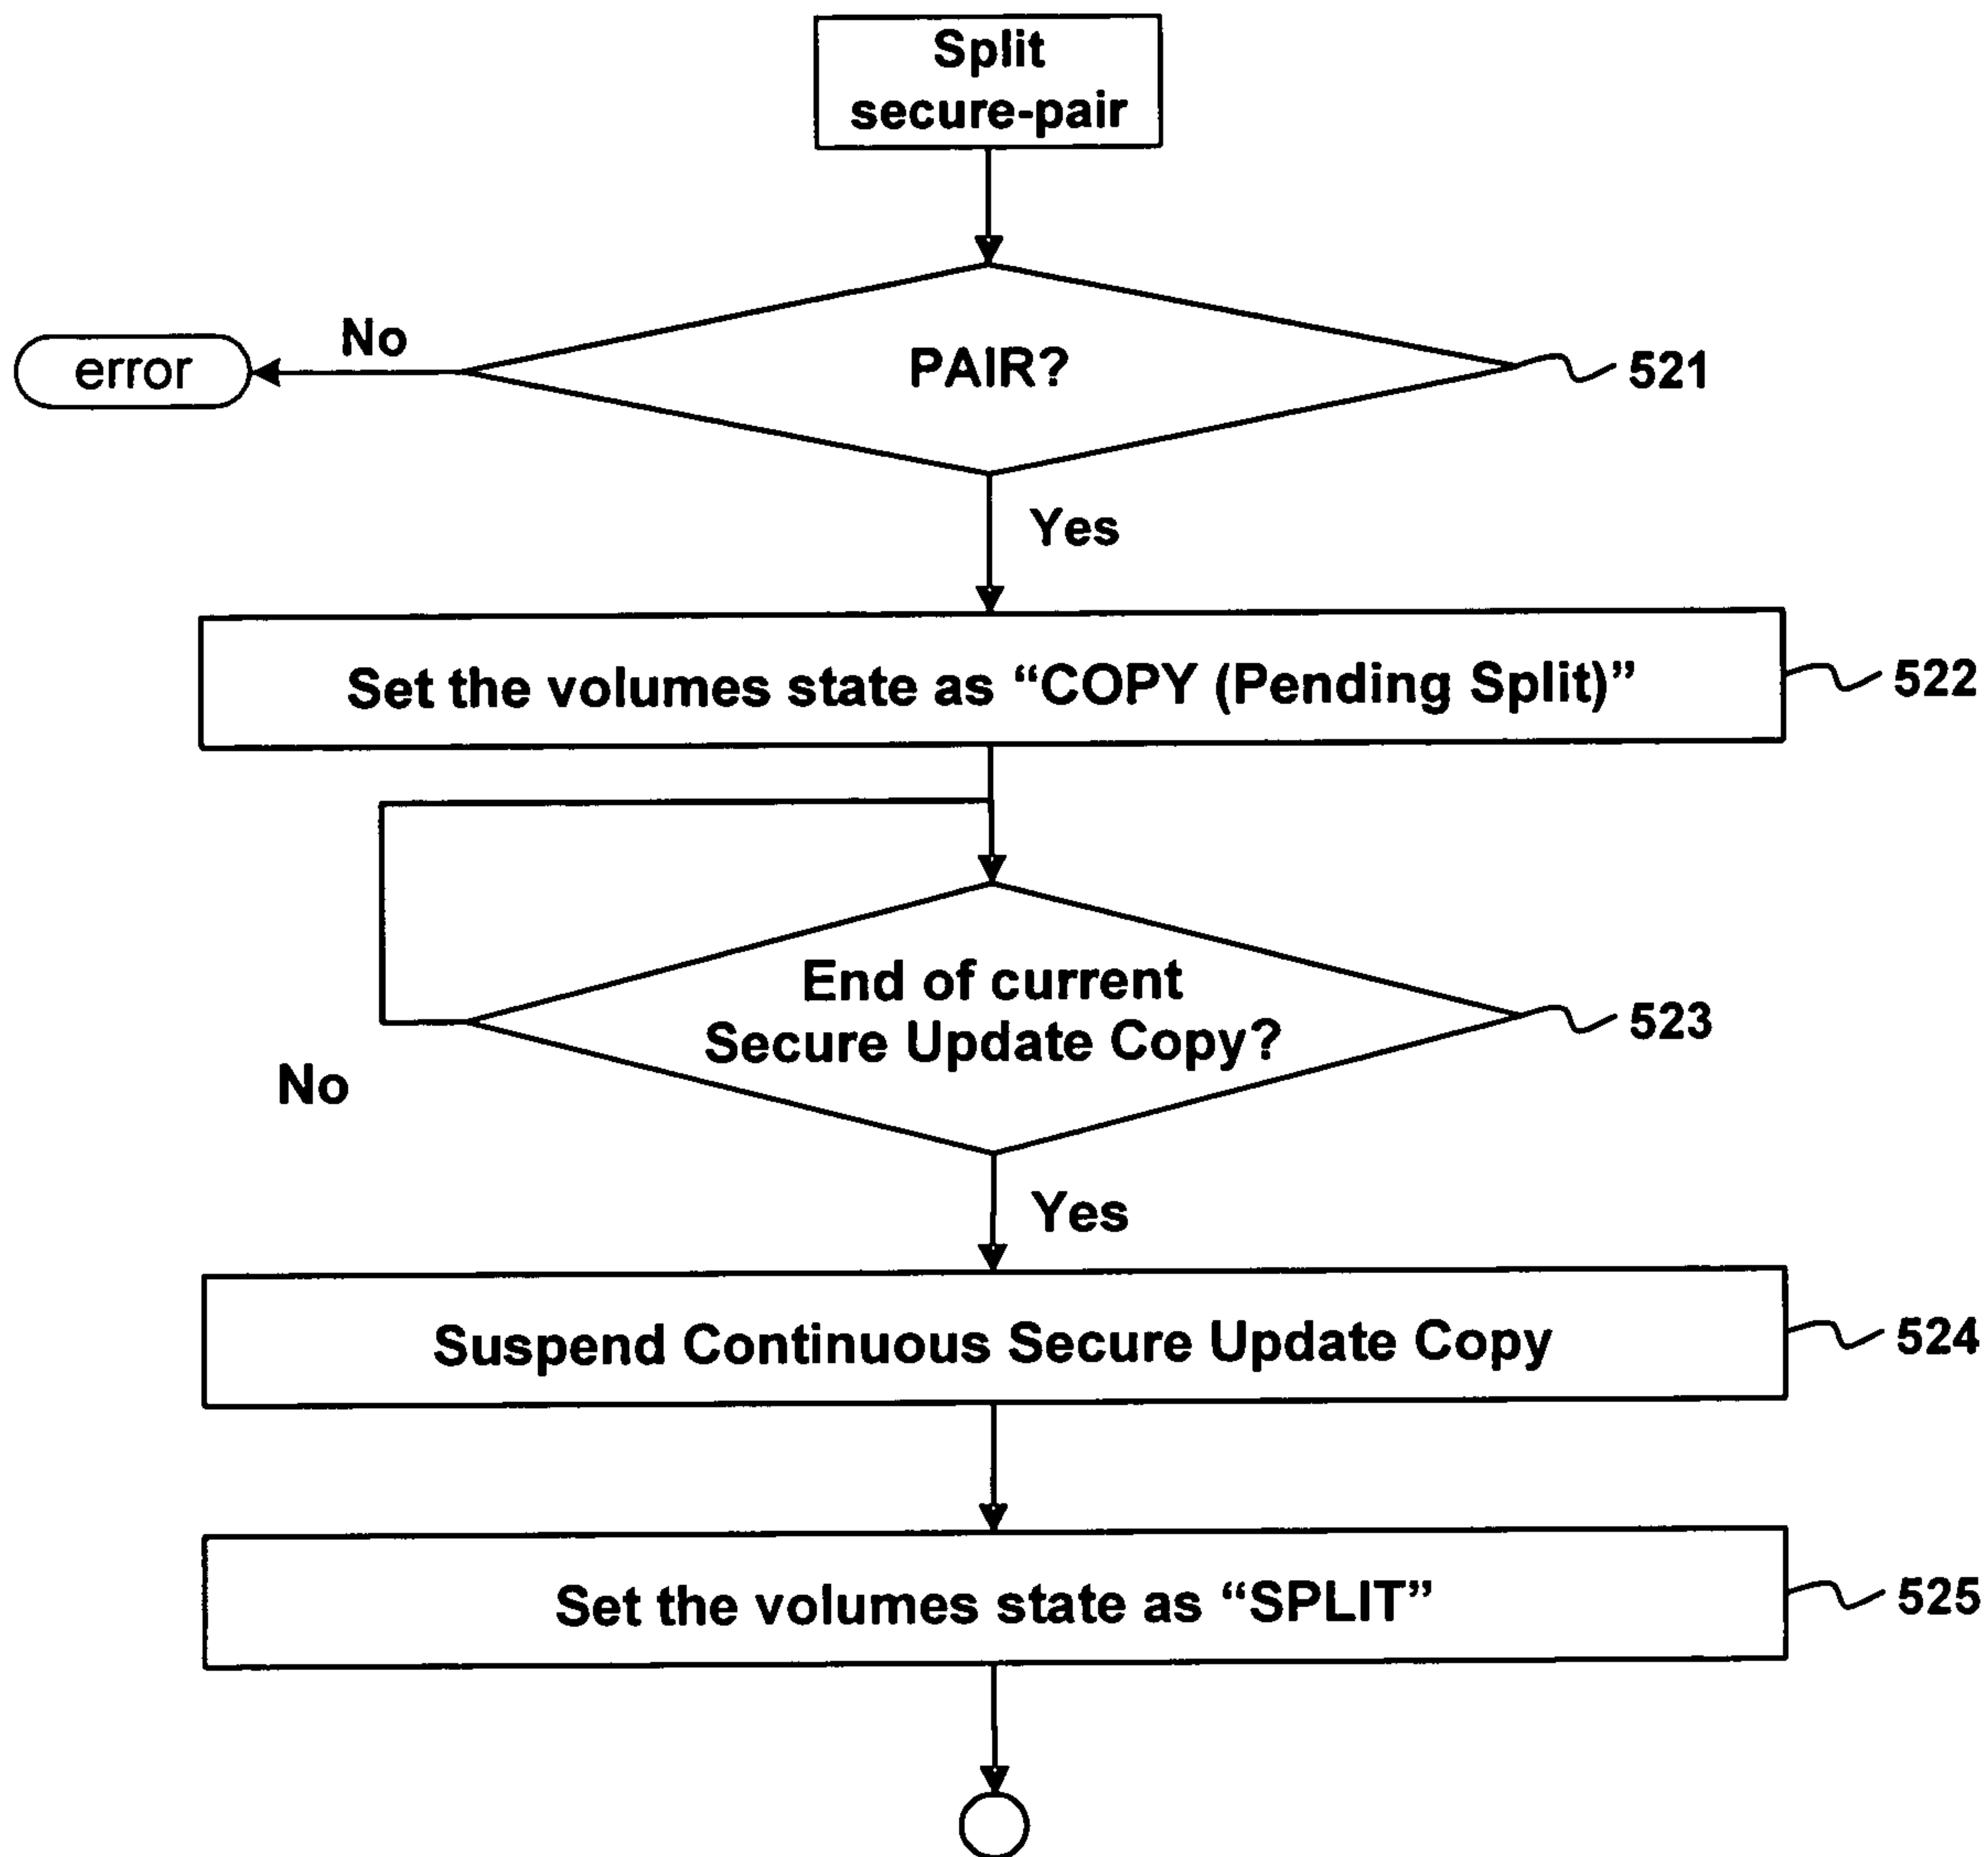 Split
secure-pair
No
error
PAIR?
521
Yes
Set the volumes state as “COPY (Pending Split)”
522
End of current
Secure Update Copy?
523
No
Yes
Suspend Continuous Secure Update Copy
524
Set the volumes state as “SPLIT”
525